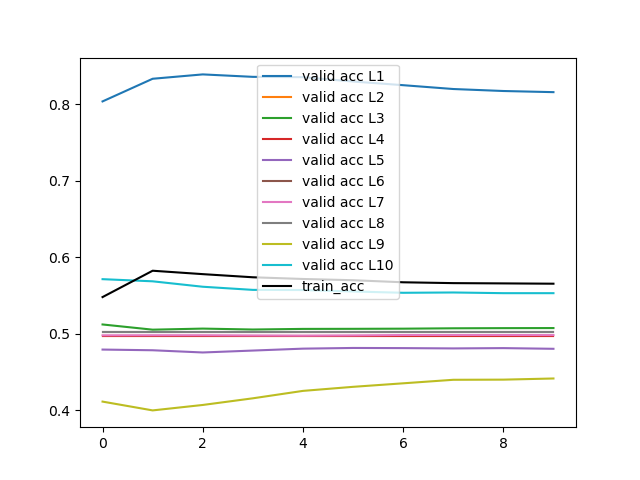 0.8
0.7
0.6
0.5
0.4
0 2 4 6 8
valid acc L1
valid acc L2
valid acc L3
valid acc L4
valid acc L5
valid acc L6
valid acc L7
valid acc L8
valid acc L9
valid acc L10
train_acc